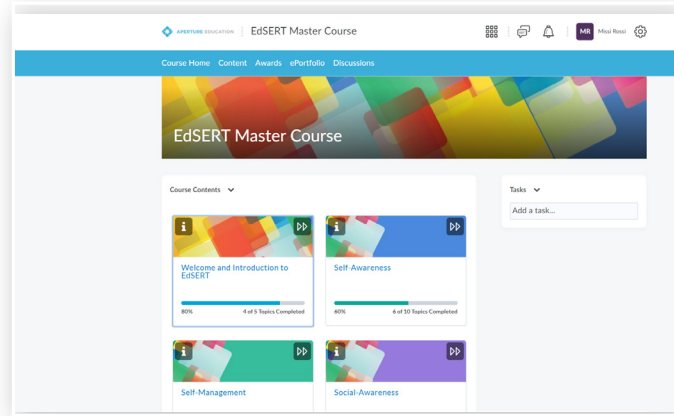 APERTURE EDUCATION
EdSERT Master Course
MR
Missi Rossi
Course Home Content Awards ePortfolio Discussions
EdSERT Master Course
Course Contents
Tasks
Add a task...
Welcome and Introduction to
EdSERT
80% 4 of 5 Topics Completed
Self-Awareness
60% 6 of 10 Topics Completed
Self-Management
Social-Awareness